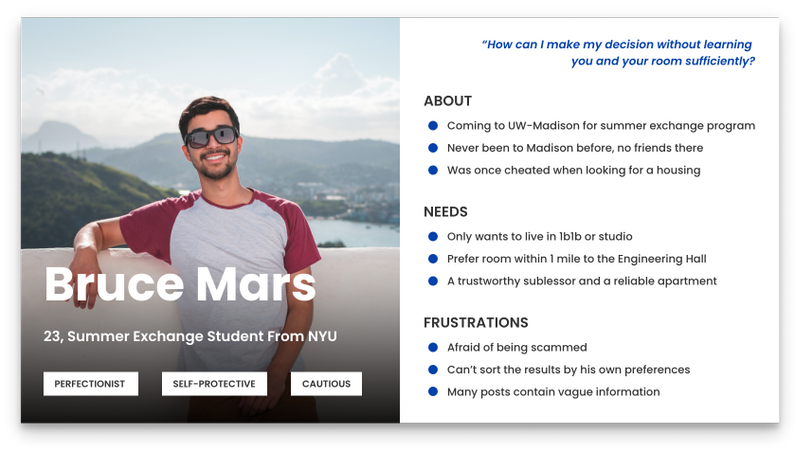 Bruce Mars
23, Summer Exchange Student From NYU
PERFECTIONIST
SELF-PROTECTIVE
CAUTIOUS
“How can I make my decision without learning
you and your room sufficiently?
ABOUT
Coming to UW-Madison for summer exchange program
Never been to Madison before, no friends there
Was once cheated when looking for a housing
NEEDS
Only wants to live in 1b1b or studio
Prefer room within 1 mile to the Engineering Hall
A trustworthy sublessor and a reliable apartment
FRUSTRATIONS
Afraid of being scammed
Can’t sort the results by his own preferences
Many posts contain vague information